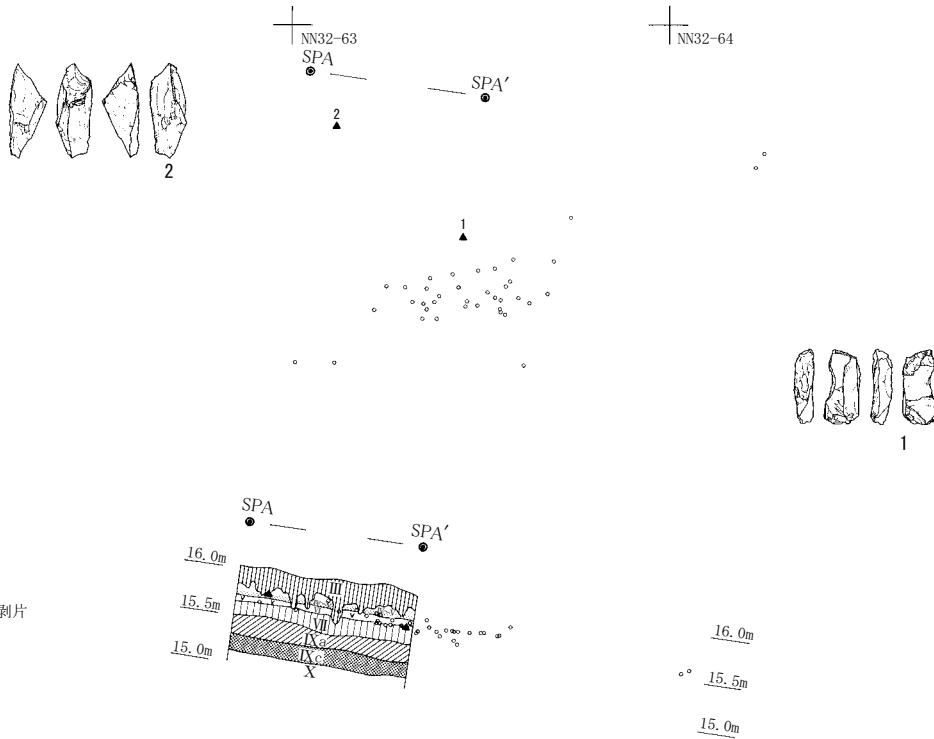 NN32-63
NN32-64
SPA
SPA′
2
2
1
1
SPA
SPA′
16.0m
15.5m
15.0m
III
VII
IXa
IXc
X
剥片
16.0m
15.5m
15.0m